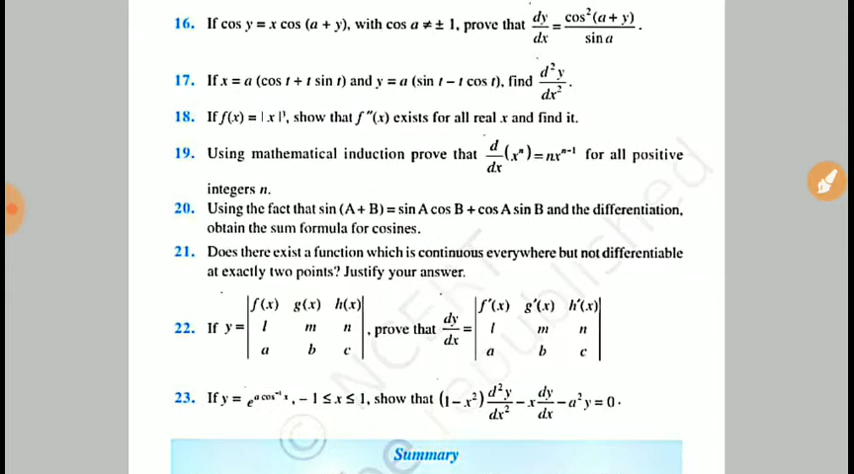 16. If cos y = x cos (a + y), with cos a ≠ ± 1, prove that dy/dx = cos²(a + y)/sin a .
17. If x = a (cos t + t sin t) and y = a (sin t – t cos t), find d²y/dx² .
18. If f(x) = | x |³, show that f ″(x) exists for all real x and find it.
19. Using mathematical induction prove that d/dx (xⁿ) = nxⁿ⁻¹ for all positive
integers n.
20. Using the fact that sin (A + B) = sin A cos B + cos A sin B and the differentiation,
obtain the sum formula for cosines.
21. Does there exist a function which is continuous everywhere but not differentiable
at exactly two points? Justify your answer.
22. If y = |f(x) g(x) h(x); l m n; a b c| , prove that dy/dx = |f′(x) g′(x) h′(x); l m n; a b c|
23. If y = e^(a cos⁻¹ x) , – 1 ≤ x ≤ 1, show that (1 – x²) d²y/dx² – x dy/dx – a²y = 0 .
Summary
© NCERT
be republished